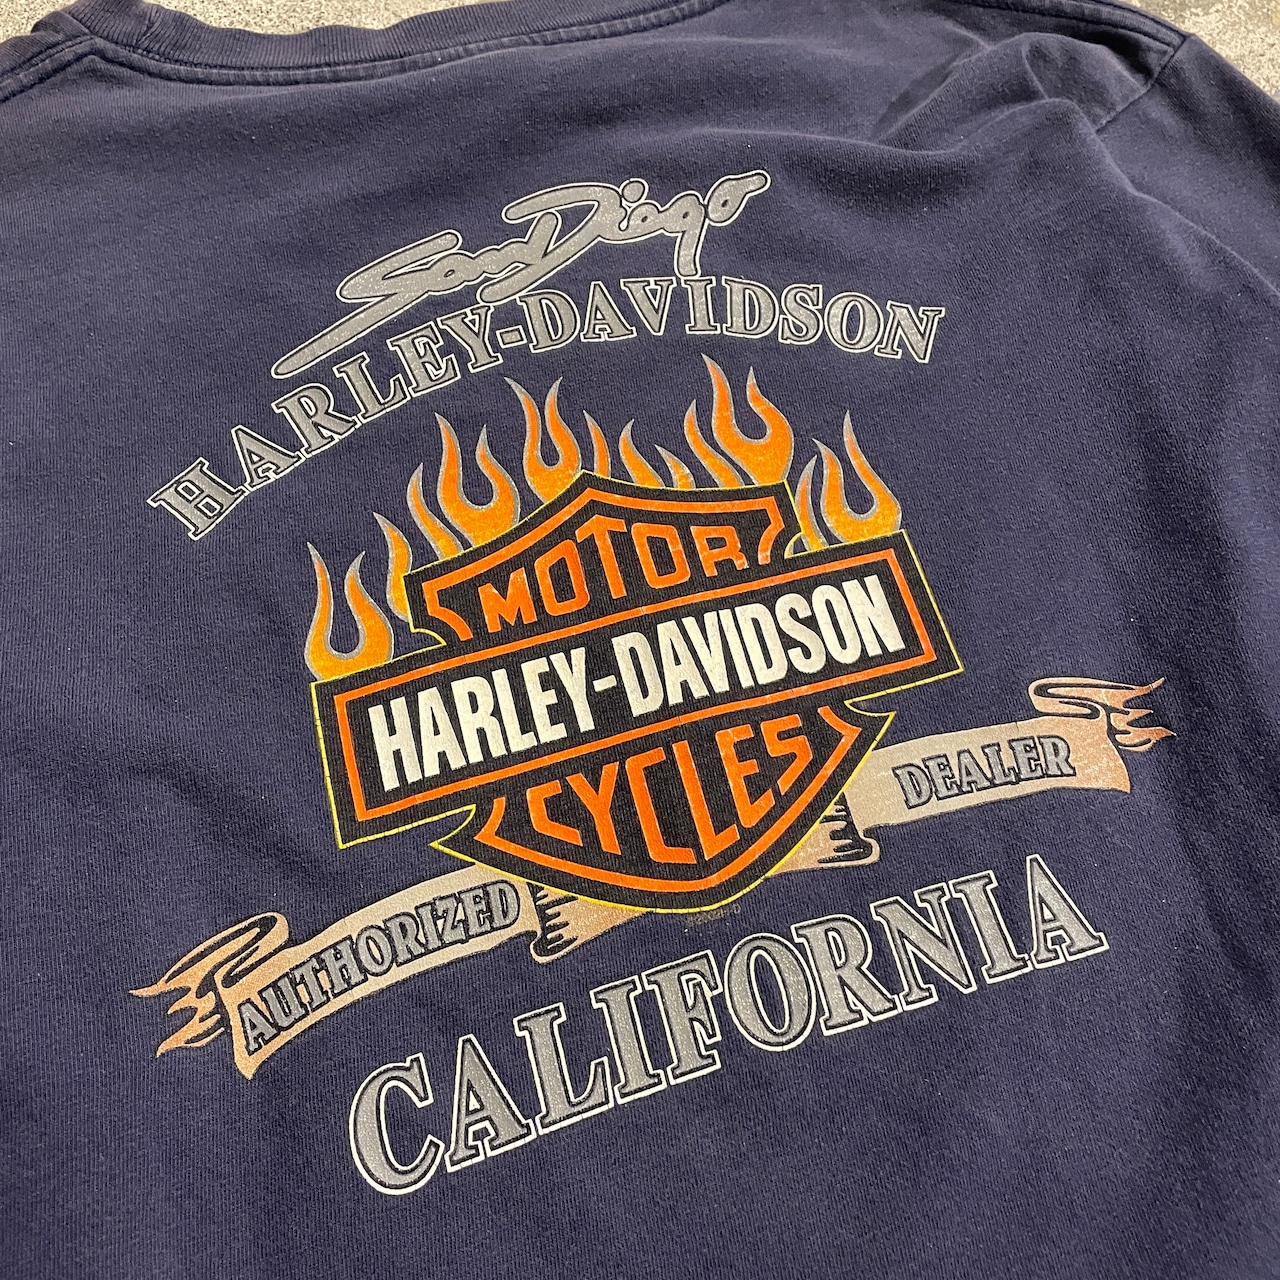 San Diego
HARLEY-DAVIDSON
MOTOR
HARLEY-DAVIDSON
CYCLES
AUTHORIZED DEALER
CALIFORNIA